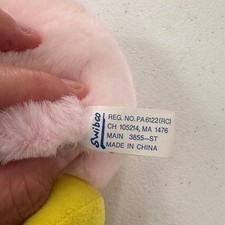 Swibco
REG. NO. PA6122(RC)
CH 105214, MA 1476
MAIN 3855-ST
MADE IN CHINA